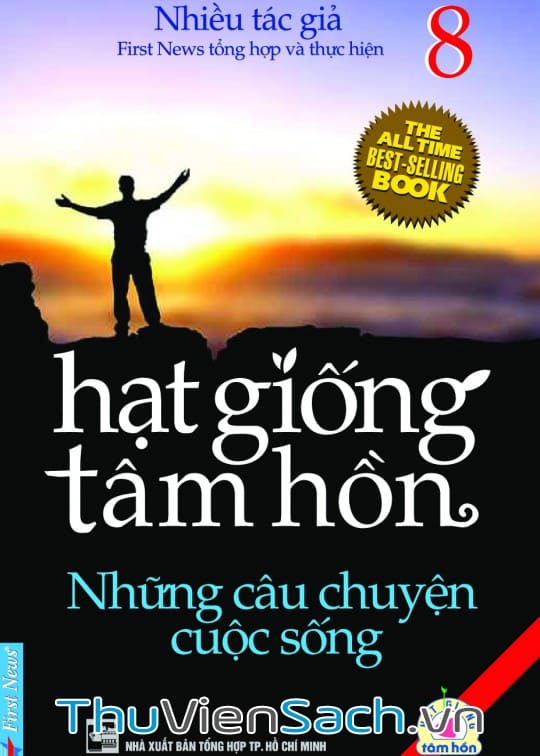 Nhiều tác giả
First News tổng hợp và thực hiện
8
THE
ALL TIME
BEST-SELLING
BOOK
hạt giống
tâm hồn
Những câu chuyện
cuộc sống
First News
ThuVienSach.vn
NHÀ XUẤT BẢN TỔNG HỢP TP. HỒ CHÍ MINH
tâm hồn